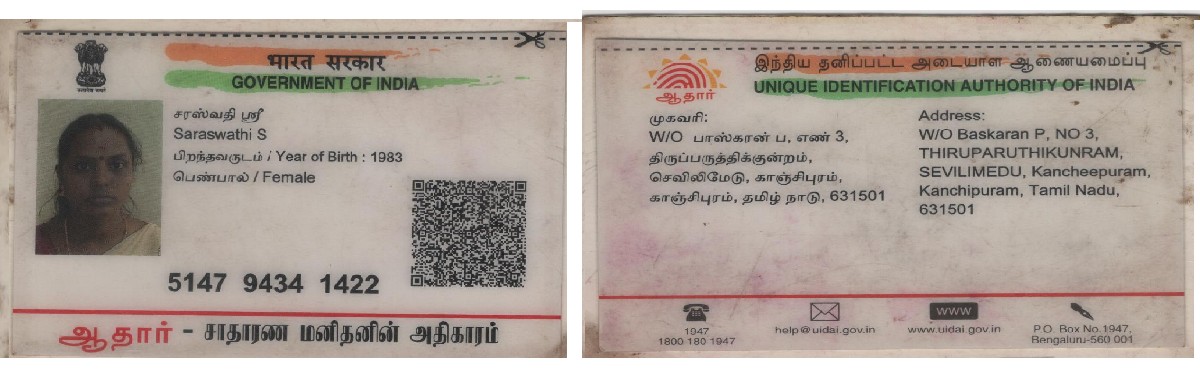 भारत सरकार
GOVERNMENT OF INDIA
சரஸ்வதி ஸ்ரீ
Saraswathi S
பிறந்தவருடம் / Year of Birth : 1983
பெண்பால் / Female
5147 9434 1422
ஆதார் - சாதாரண மனிதனின் அதிகாரம்
இந்திய தனிப்பட்ட அடையாள ஆணையமைப்பு
UNIQUE IDENTIFICATION AUTHORITY OF INDIA
ஆதார்
முகவரி:
W/O பாஸ்கரன் ப, எண் 3,
திருப்பருத்திக்குன்றம்,
செவிலிமேடு, காஞ்சிபுரம்,
காஞ்சிபுரம், தமிழ் நாடு, 631501
Address:
W/O Baskaran P, NO 3,
THIRUPARUTHIKUNRAM,
SEVILIMEDU, Kancheepuram,
Kanchipuram, Tamil Nadu,
631501
1947
1800 180 1947
help@uidai.gov.in
WWW
www.uidai.gov.in
P.O. Box No.1947,
Bengaluru-560 001